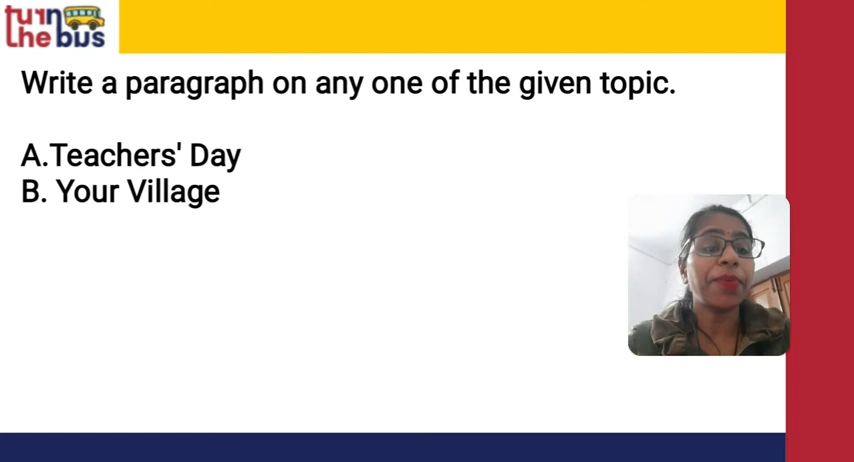 turn
the bus
Write a paragraph on any one of the given topic.
A.Teachers' Day
B. Your Village